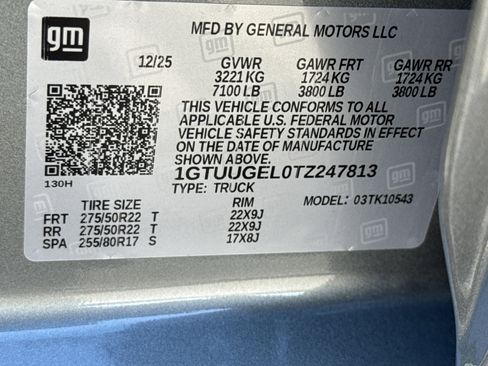 gm
MFD BY GENERAL MOTORS LLC
12/25 GVWR GAWR FRT GAWR RR
3221 KG 1724 KG 1724 KG
7100 LB 3800 LB 3800 LB
THIS VEHICLE CONFORMS TO ALL
APPLICABLE U.S. FEDERAL MOTOR
VEHICLE SAFETY STANDARDS IN EFFECT
ON THE DATE OF MANUFACTURE
SHOWN ABOVE.
130H
1GTUUGEL0TZ247813
TYPE: TRUCK MODEL: 03TK10543
TIRE SIZE RIM
FRT 275/50R22 T 22X9J
RR 275/50R22 T 22X9J
SPA 255/80R17 S 17X8J